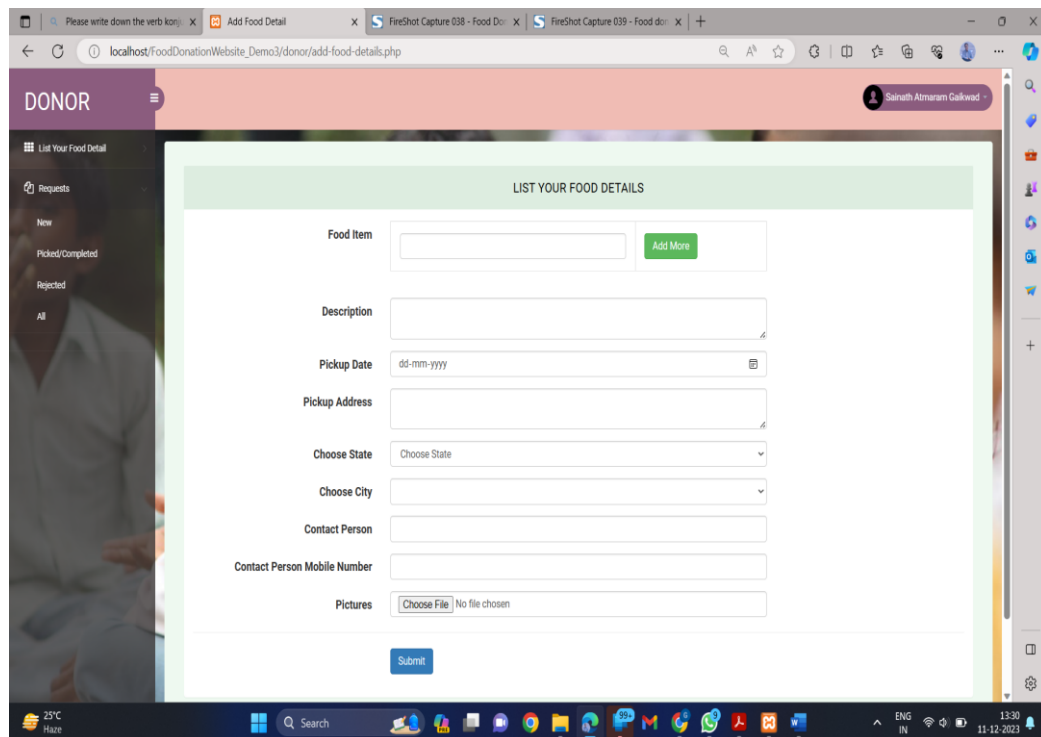 Please write down the verb konju
Add Food Detail
FireShot Capture 038 - Food Don
FireShot Capture 039 - Food don
localhost/FoodDonationWebsite_Demo3/donor/add-food-details.php
DONOR
Sainath Atmaram Gaikwad
List Your Food Detail
Requests
New
Picked/Completed
Rejected
All
LIST YOUR FOOD DETAILS
Food Item
Add More
Description
Pickup Date dd-mm-yyyy
Pickup Address
Choose State Choose State
Choose City
Contact Person
Contact Person Mobile Number
Pictures Choose File No file chosen
Submit
25°C
Haze
Search
99+
ENG
IN
13:30
11-12-2023